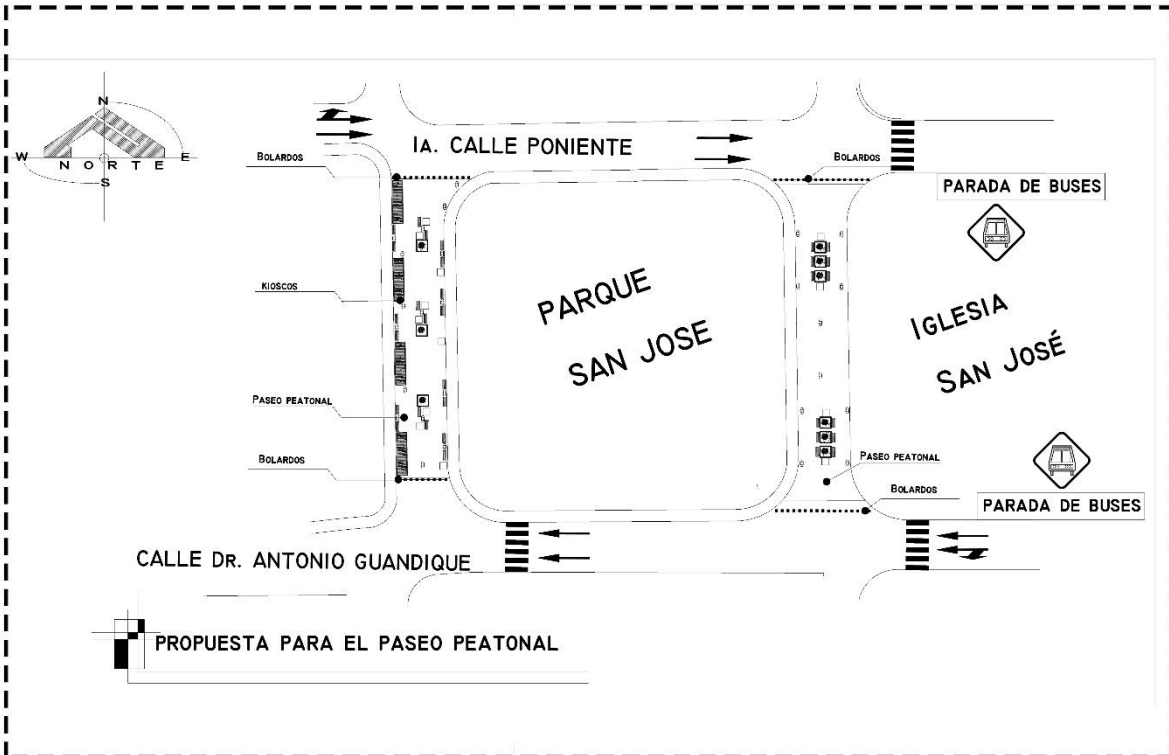 N
W NORTE E
S
1A. CALLE PONIENTE
BOLARDOS
BOLARDOS
PARADA DE BUSES
KIOSCOS
PARQUE
SAN JOSE
IGLESIA
SAN JOSÉ
PASEO PEATONAL
BOLARDOS
PASEO PEATONAL
BOLARDOS
PARADA DE BUSES
CALLE DR. ANTONIO GUANDIQUE
PROPUESTA PARA EL PASEO PEATONAL